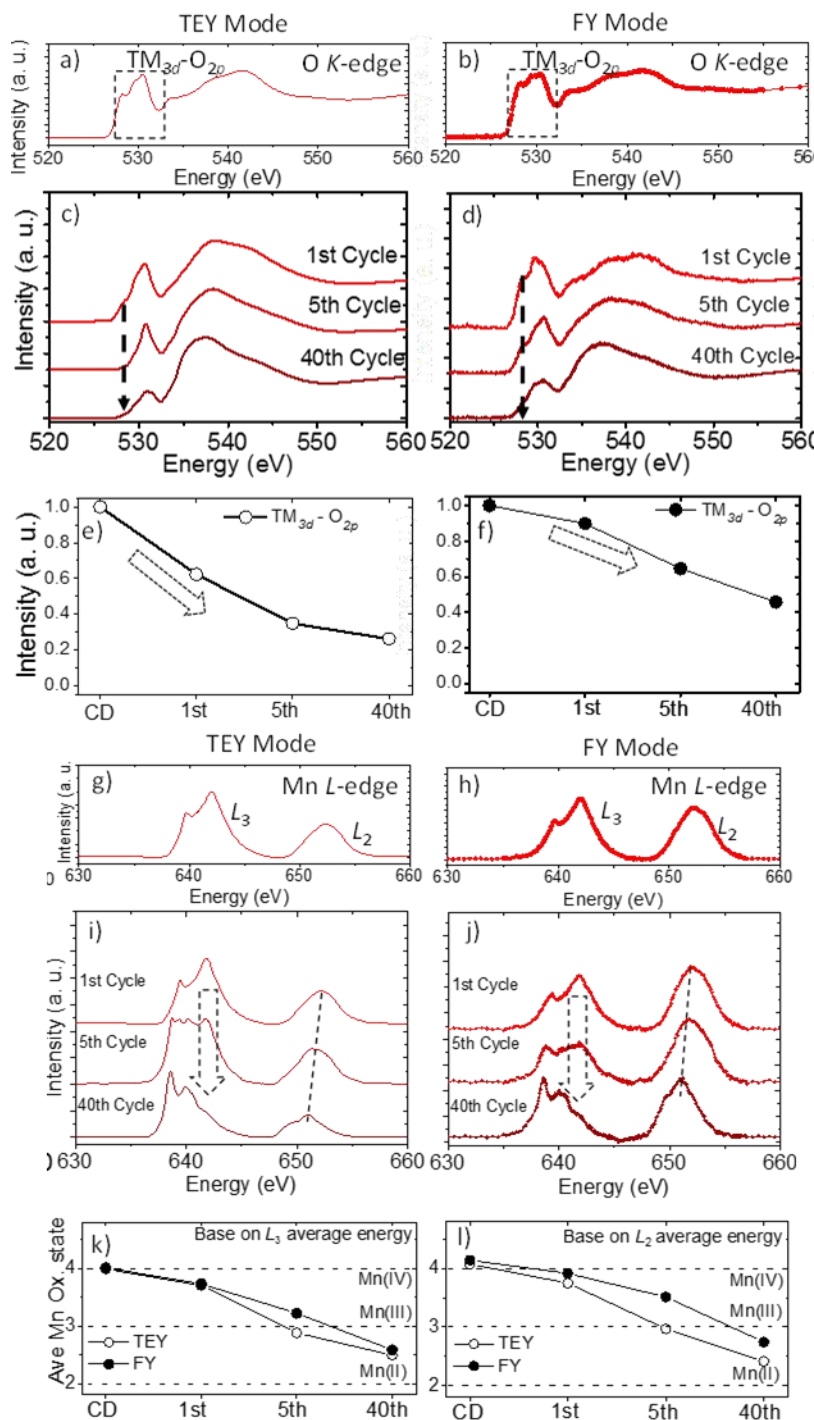 TEY Mode
FY Mode
a)
TM3d-O2p
O K-edge
Intensity (a. u.)
520 530 540 550 560
Energy (eV)
b)
TM3d-O2p
O K-edge
520 530 540 550 560
Energy (eV)
c)
1st Cycle
5th Cycle
40th Cycle
Intensity (a. u.)
520 530 540 550 560
Energy (eV)
d)
1st Cycle
5th Cycle
40th Cycle
520 530 540 550 560
Energy (eV)
e)
TM3d - O2p
Intensity (a. u.)
1.0
0.8
0.6
0.4
0.2
0.0
CD 1st 5th 40th
f)
TM3d - O2p
1.0
0.8
0.6
0.4
0.2
0.0
CD 1st 5th 40th
TEY Mode
FY Mode
g)
Mn L-edge
L3
L2
Intensity (a. u.)
630 640 650 660
Energy (eV)
h)
Mn L-edge
L3
L2
630 640 650 660
Energy (eV)
i)
1st Cycle
5th Cycle
40th Cycle
Intensity (a. u.)
630 640 650 660
Energy (eV)
j)
1st Cycle
5th Cycle
40th Cycle
630 640 650 660
Energy (eV)
k)
Base on L3 average energy
Ave Mn Ox. state
4
3
2
Mn(IV)
Mn(III)
Mn(II)
TEY
FY
CD 1st 5th 40th
l)
Base on L2 average energy
4
3
2
Mn(IV)
Mn(III)
Mn(II)
TEY
FY
CD 1st 5th 40th